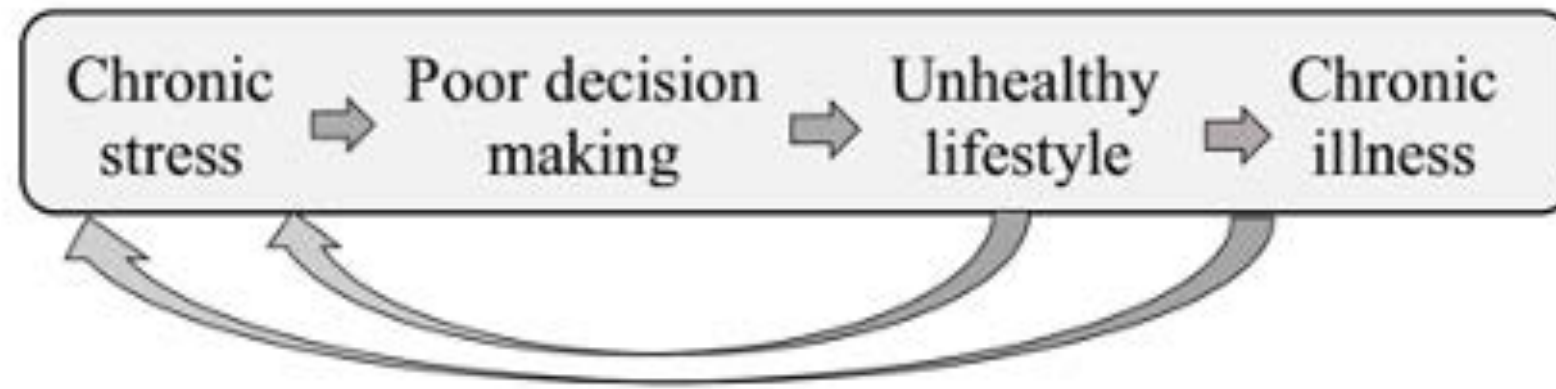 Chronic
stress
Poor decision
making
Unhealthy
lifestyle
Chronic
illness